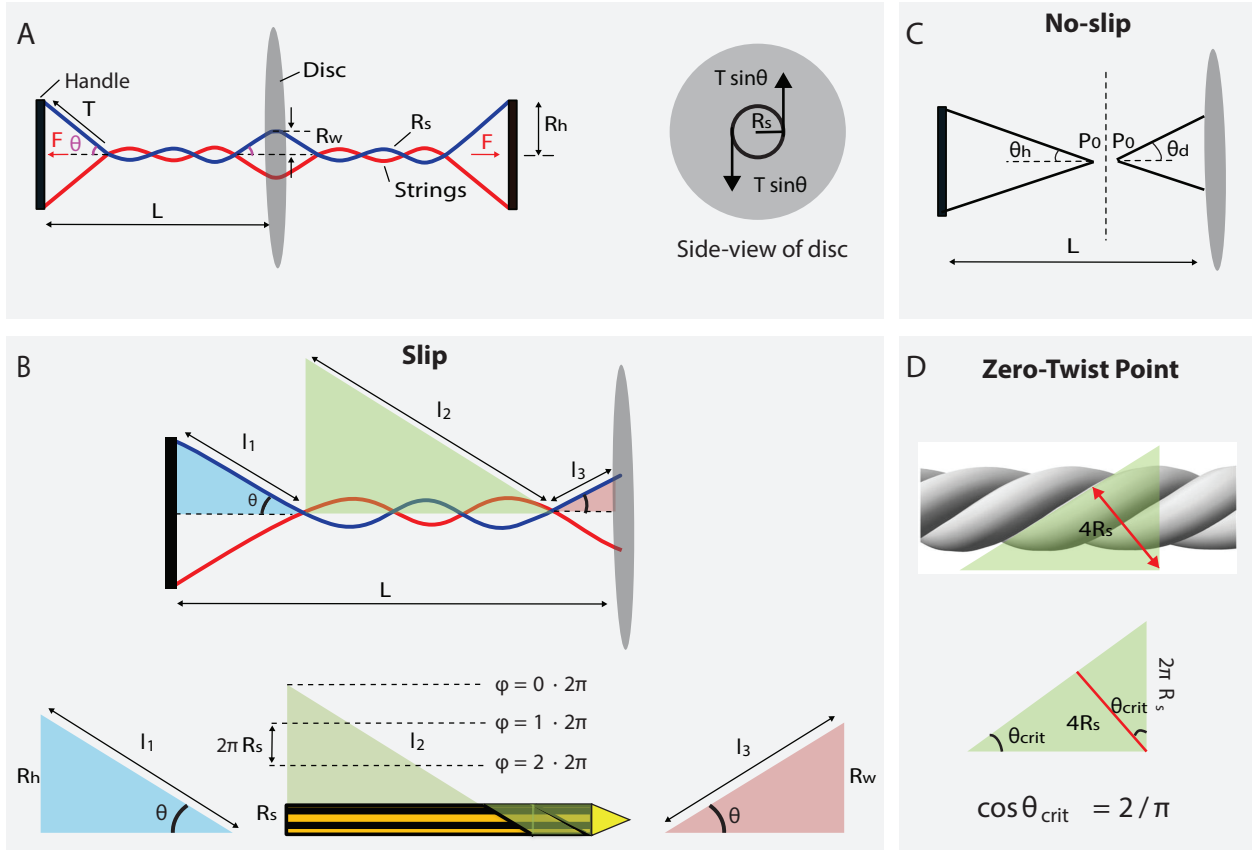 A
Handle
T
F
θ
L
Disc
Rw
Rs
Strings
F
Rh
T sinθ
Rs
T sinθ
Side-view of disc
C
No-slip
θh
P0
P0
θd
L
B
Slip
l1
l2
l3
θ
L
φ = 0 · 2π
φ = 1 · 2π
φ = 2 · 2π
2π Rs
l1
l2
l3
Rh
θ
Rs
θ
Rw
D
Zero-Twist Point
4Rs
2π Rs
θcrit
4Rs
θcrit
cosθcrit = 2 / π